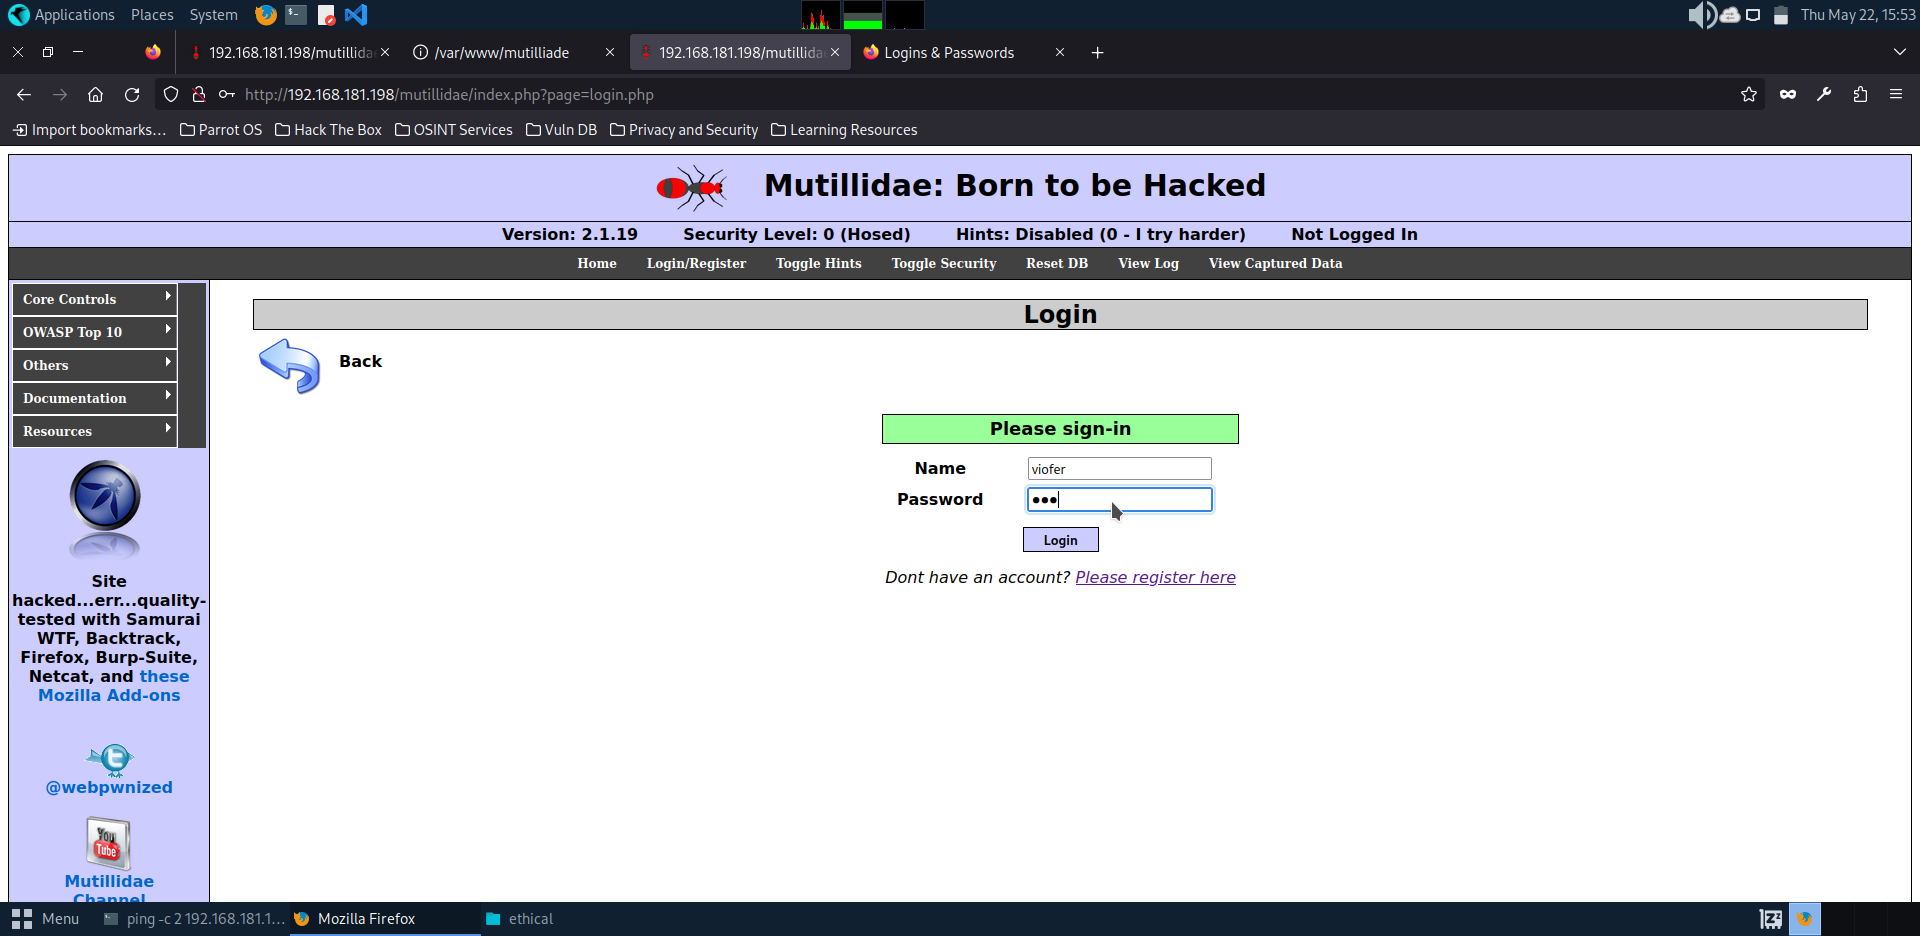 Applications Places System
Thu May 22, 15:53
192.168.181.198/mutillida
/var/www/mutilliade
192.168.181.198/mutillida
Logins & Passwords
http://192.168.181.198/mutillidae/index.php?page=login.php
Import bookmarks... Parrot OS Hack The Box OSINT Services Vuln DB Privacy and Security Learning Resources
Mutillidae: Born to be Hacked
Version: 2.1.19 Security Level: 0 (Hosed) Hints: Disabled (0 - I try harder) Not Logged In
Home Login/Register Toggle Hints Toggle Security Reset DB View Log View Captured Data
Core Controls
OWASP Top 10
Others
Documentation
Resources
Site
hacked...err...quality-
tested with Samurai
WTF, Backtrack,
Firefox, Burp-Suite,
Netcat, and these
Mozilla Add-ons
@webpwnized
You
Tube
Mutillidae
Channel
Login
Back
Please sign-in
Name viofer
Password
Login
Dont have an account? Please register here
Menu ping -c 2 192.168.181.1... Mozilla Firefox ethical